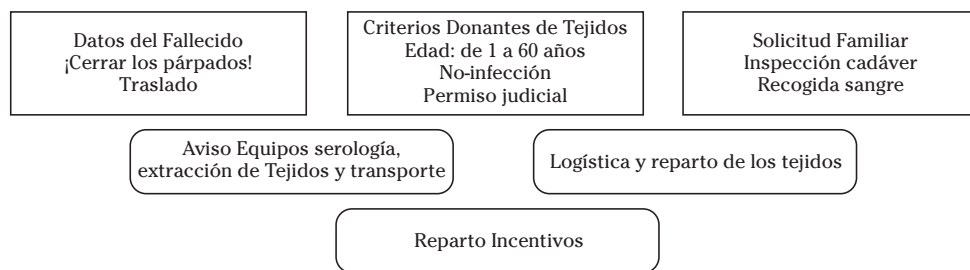 Datos del Fallecido
¡Cerrar los párpados!
Traslado
Criterios Donantes de Tejidos
Edad: de 1 a 60 años
No-infección
Permiso judicial
Solicitud Familiar
Inspección cadáver
Recogida sangre
Aviso Equipos serología,
extracción de Tejidos y transporte
Logística y reparto de los tejidos
Reparto Incentivos